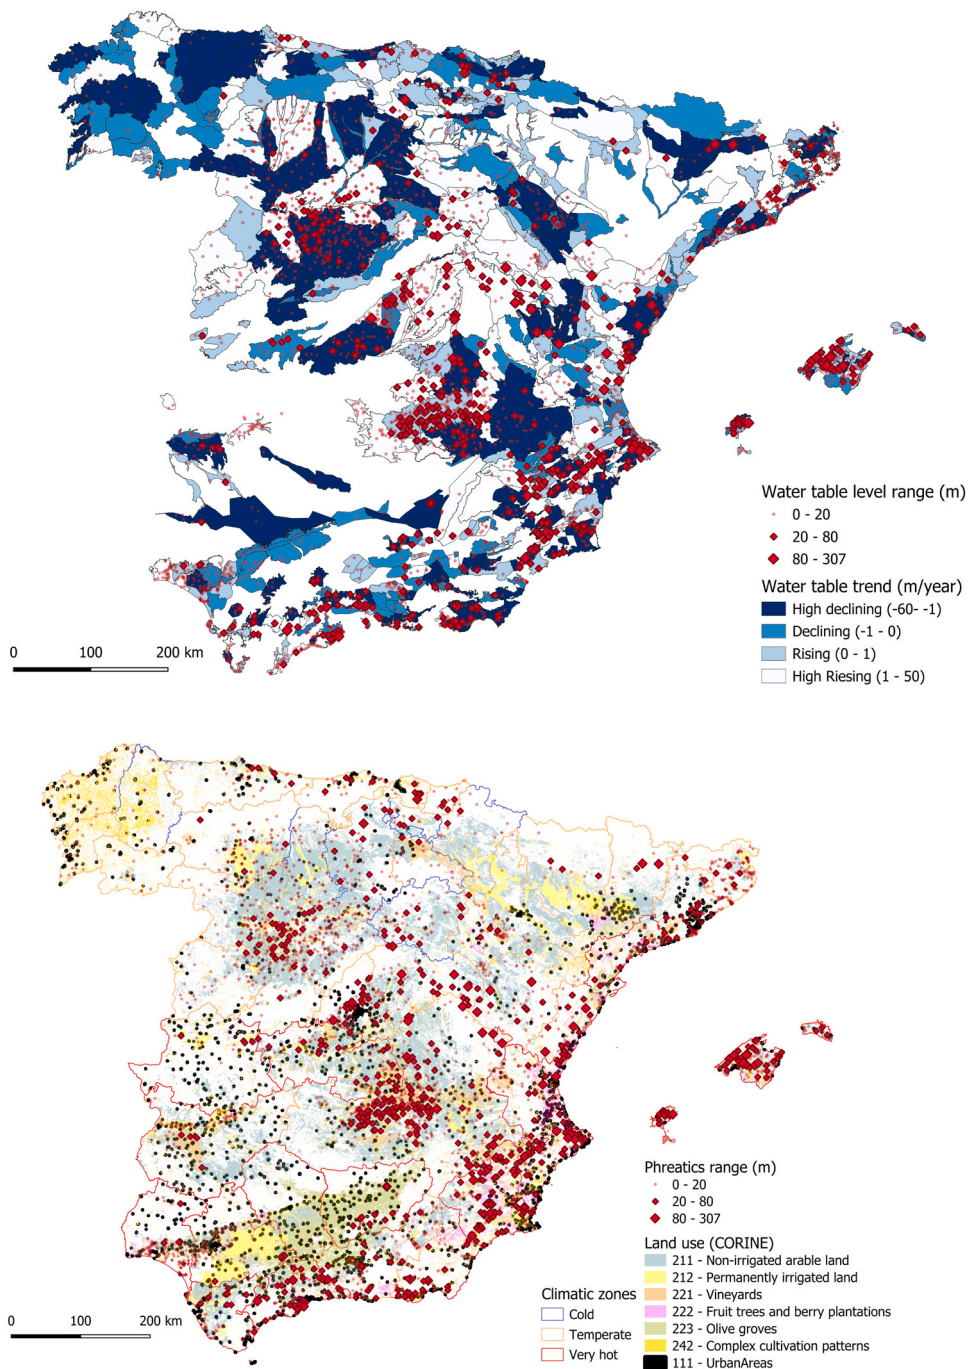 Water table level range (m)
0 - 20
20 - 80
80 - 307
Water table trend (m/year)
High declining (-60- -1)
Declining (-1 - 0)
Rising (0 - 1)
High Riesing (1 - 50)
0 100 200 km
Phreatics range (m)
0 - 20
20 - 80
80 - 307
Land use (CORINE)
211 - Non-irrigated arable land
212 - Permanently irrigated land
221 - Vineyards
222 - Fruit trees and berry plantations
223 - Olive groves
242 - Complex cultivation patterns
111 - UrbanAreas
Climatic zones
Cold
Temperate
Very hot
0 100 200 km